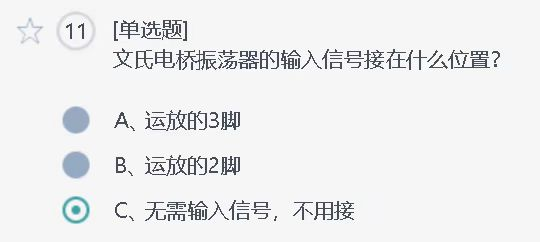 11 [单选题]
文氏电桥振荡器的输入信号接在什么位置?
A、运放的3脚
B、运放的2脚
C、无需输入信号，不用接